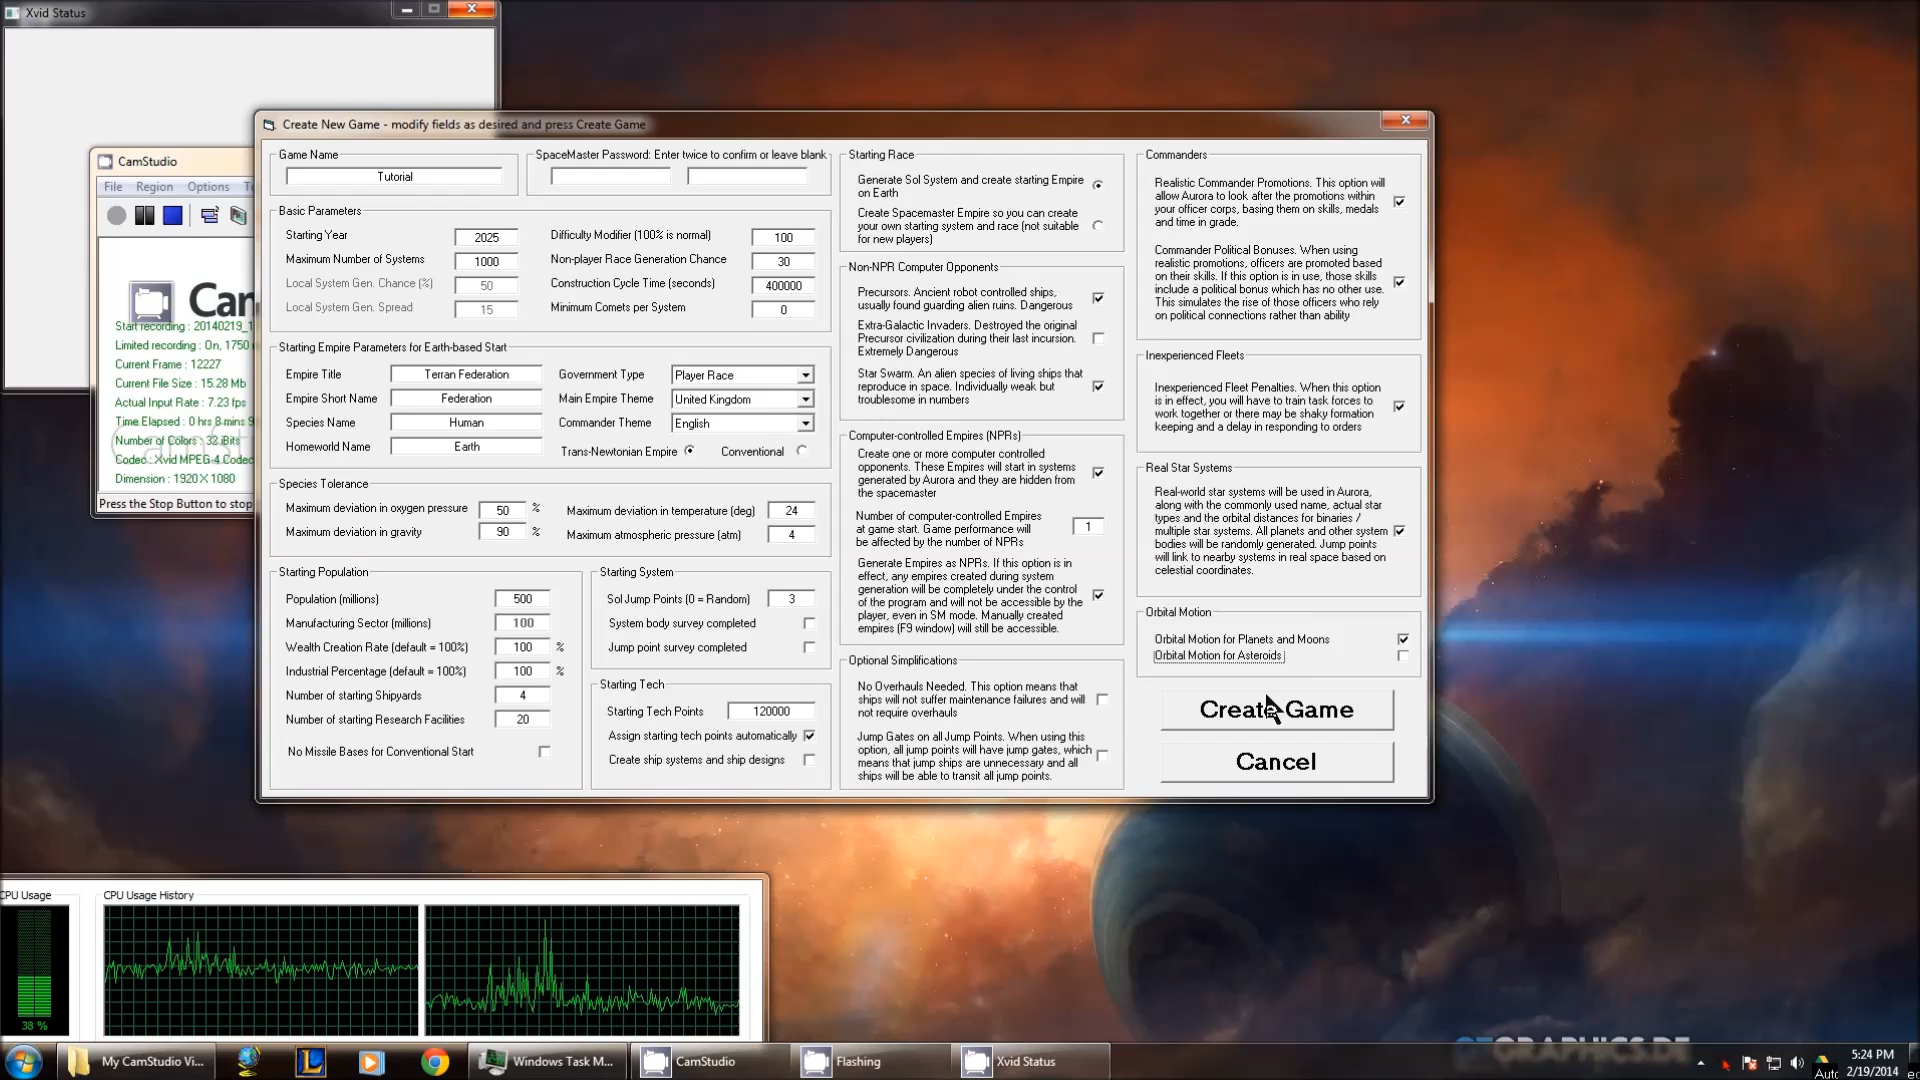 Xvid Status
Create New Game - modify fields as desired and press Create Game
CamStudio
File Region Options
Start recording : 20140219_1
Limited recording : On, 1750
Current Frame : 12227
Current File Size : 15.28 Mb
Actual Input Rate : 7.23 fps
Time Elapsed : 0 hrs 8 mins 9
Number of Colors : 32 Bits
Codec : Xvid MPEG-4 Codec
Dimension : 1920 X 1080
Press the Stop Button to stop
Game Name
Tutorial
SpaceMaster Password: Enter twice to confirm or leave blank
Basic Parameters
Starting Year 2025
Maximum Number of Systems 1000
Local System Gen. Chance (%) 50
Local System Gen. Spread 15
Difficulty Modifier (100% is normal) 100
Non-player Race Generation Chance 30
Construction Cycle Time (seconds) 400000
Minimum Comets per System 0
Starting Empire Parameters for Earth-based Start
Empire Title Terran Federation
Empire Short Name Federation
Species Name Human
Homeworld Name Earth
Government Type Player Race
Main Empire Theme United Kingdom
Commander Theme English
Trans-Newtonian Empire Conventional
Species Tolerance
Maximum deviation in oxygen pressure 50 %
Maximum deviation in gravity 90 %
Maximum deviation in temperature (deg) 24
Maximum atmospheric pressure (atm) 4
Starting Population
Population (millions) 500
Manufacturing Sector (millions) 100
Wealth Creation Rate (default = 100%) 100 %
Industrial Percentage (default = 100%) 100 %
Number of starting Shipyards 4
Number of starting Research Facilities 20
No Missile Bases for Conventional Start
Starting System
Sol Jump Points (0 = Random) 3
System body survey completed
Jump point survey completed
Starting Tech
Starting Tech Points 120000
Assign starting tech points automatically
Create ship systems and ship designs
Starting Race
Generate Sol System and create starting Empire
on Earth
Create Spacemaster Empire so you can create
your own starting system and race (not suitable
for new players)
Non-NPR Computer Opponents
Precursors. Ancient robot controlled ships,
usually found guarding alien ruins. Dangerous
Extra-Galactic Invaders. Destroyed the original
Precursor civilization during their last incursion.
Extremely Dangerous
Star Swarm. An alien species of living ships that
reproduce in space. Individually weak but
troublesome in numbers
Computer-controlled Empires (NPRs)
Create one or more computer controlled
opponents. These Empires will start in systems
generated by Aurora and they are hidden from
the spacemaster
Number of computer-controlled Empires
at game start. Game performance will
be affected by the number of NPRs
1
Generate Empires as NPRs. If this option is in
effect, any empires created during system
generation will be completely under the control
of the program and will not be accessible by the
player, even in SM mode. Manually created
empires (F9 window) will still be accessible.
Optional Simplifications
No Overhauls Needed. This option means that
ships will not suffer maintenance failures and will
not require overhauls
Jump Gates on all Jump Points. When using this
option, all jump points will have jump gates, which
means that jump ships are unnecessary and all
ships will be able to transit all jump points.
Commanders
Realistic Commander Promotions. This option will
allow Aurora to look after the promotions within
your officer corps, basing them on skills, medals
and time in grade.
Commander Political Bonuses. When using
realistic promotions, officers are promoted based
on their skills. If this option is in use, those skills
include a political bonus which has no other use.
This simulates the rise of those officers who rely
on political connections rather than ability
Inexperienced Fleets
Inexperienced Fleet Penalties. When this option
is in effect, you will have to train task forces to
work together or there may be shaky formation
keeping and a delay in responding to orders
Real Star Systems
Real-world star systems will be used in Aurora,
along with the commonly used name, actual star
types and the orbital distances for binaries /
multiple star systems. All planets and other system
bodies will be randomly generated. Jump points
will link to nearby systems in real space based on
celestial coordinates.
Orbital Motion
Orbital Motion for Planets and Moons
Orbital Motion for Asteroids
Create Game
Cancel
CPU Usage
38 %
CPU Usage History
My CamStudio Vi...
Windows Task M...
CamStudio
Flashing
Xvid Status
5:24 PM
2/19/2014